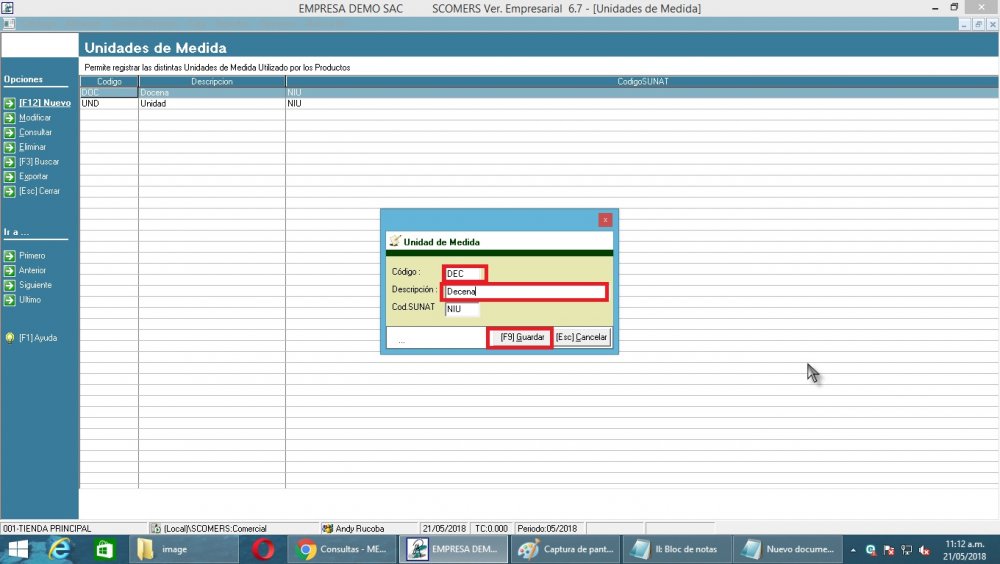 EMPRESA DEMO SAC SCOMERS Ver. Empresarial 6.7 - [Unidades de Medida]
Unidades de Medida
Permite registrar las distintas Unidades de Medida Utilizado por los Productos
Opciones
[F12] Nuevo
Modificar
Consultar
Eliminar
[F3] Buscar
Exportar
[Esc] Cerrar
Ir a ...
Primero
Anterior
Siguiente
Ultimo
[F1] Ayuda
Codigo Descripcion CodigoSUNAT
DOC Docena NIU
UND Unidad NIU
x
Unidad de Medida
Código : DEC
Descripción : Decena
Cod.SUNAT NIU
... [F9] Guardar [Esc] Cancelar
001-TIENDA PRINCIPAL (Local)\SCOMERS:Comercial Andy Rucoba 21/05/2018 TC:0.000 Periodo:05/2018
image Consultas - ME... EMPRESA DEM... Captura de pant... II: Bloc de notas Nuevo docume...
11:12 a.m.
21/05/2018